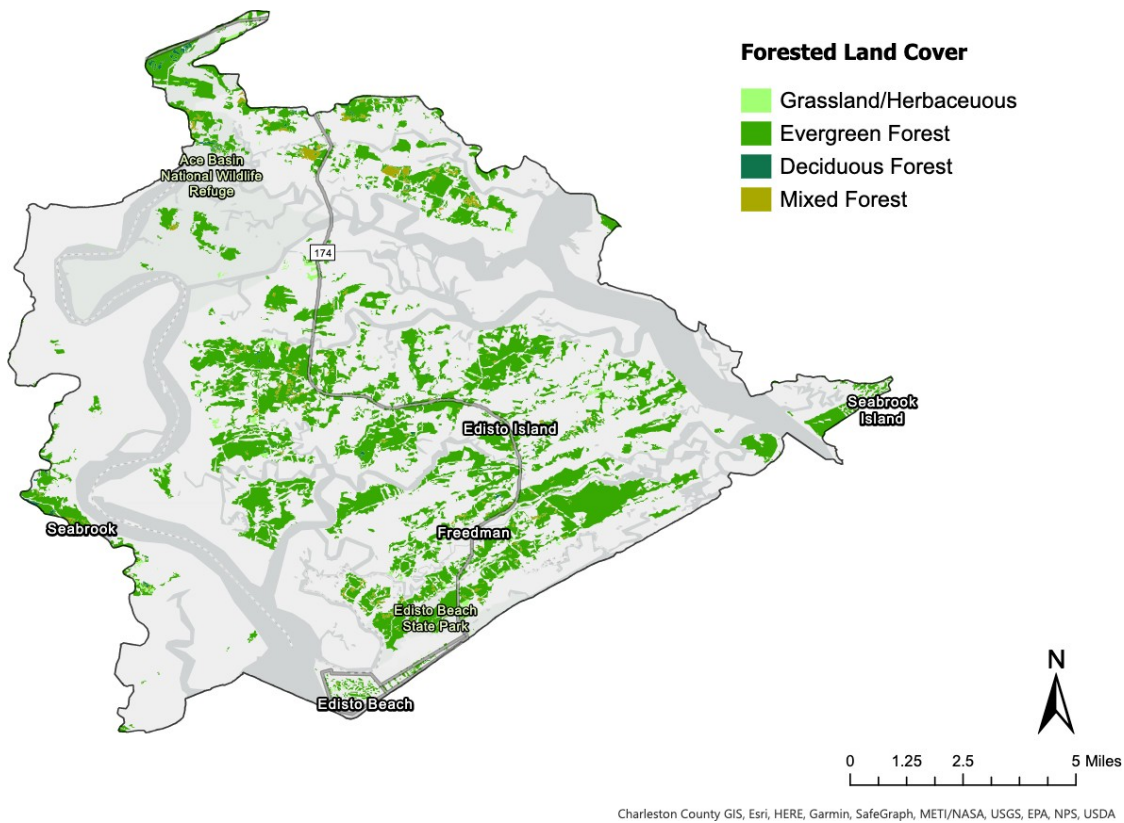 Forested Land Cover
Grassland/Herbaceuous
Evergreen Forest
Deciduous Forest
Mixed Forest
Ace Basin
National Wildlife
Refuge
174
Seabrook
Island
Edisto Island
Seabrook
Freedman
Edisto Beach
State Park
Edisto Beach
N
0 1.25 2.5 5 Miles
Charleston County GIS, Esri, HERE, Garmin, SafeGraph, METI/NASA, USGS, EPA, NPS, USDA